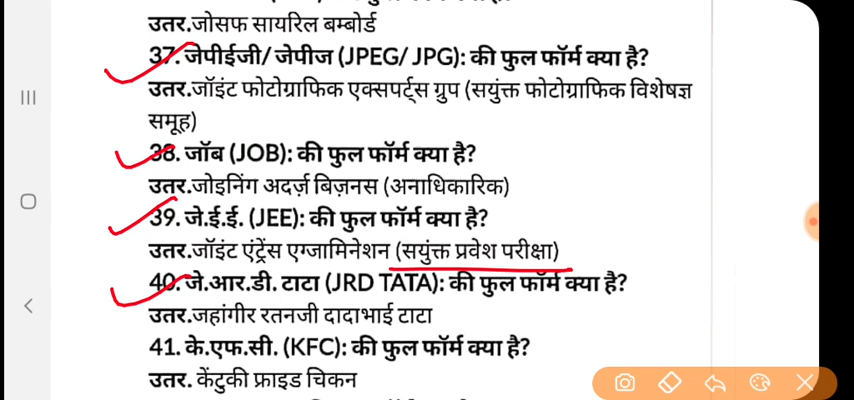 उतर.जोसफ सायरिल बम्बोर्ड
37. जेपीईजी/ जेपीज (JPEG/ JPG): की फुल फॉर्म क्या है?
उतर.जॉइंट फोटोग्राफिक एक्सपर्ट्स ग्रुप (सयुंक्त फोटोग्राफिक विशेषज्ञ
समूह)
38. जॉब (JOB): की फुल फॉर्म क्या है?
उतर.जोइनिंग अदर्ज़ बिज़नस (अनाधिकारिक)
39. जे.ई.ई. (JEE): की फुल फॉर्म क्या है?
उतर.जॉइंट एंट्रेंस एग्जामिनेशन (सयुंक्त प्रवेश परीक्षा)
40. जे.आर.डी. टाटा (JRD TATA): की फुल फॉर्म क्या है?
उतर.जहांगीर रतनजी दादाभाई टाटा
41. के.एफ.सी. (KFC): की फुल फॉर्म क्या है?
उतर. केंटुकी फ्राइड चिकन